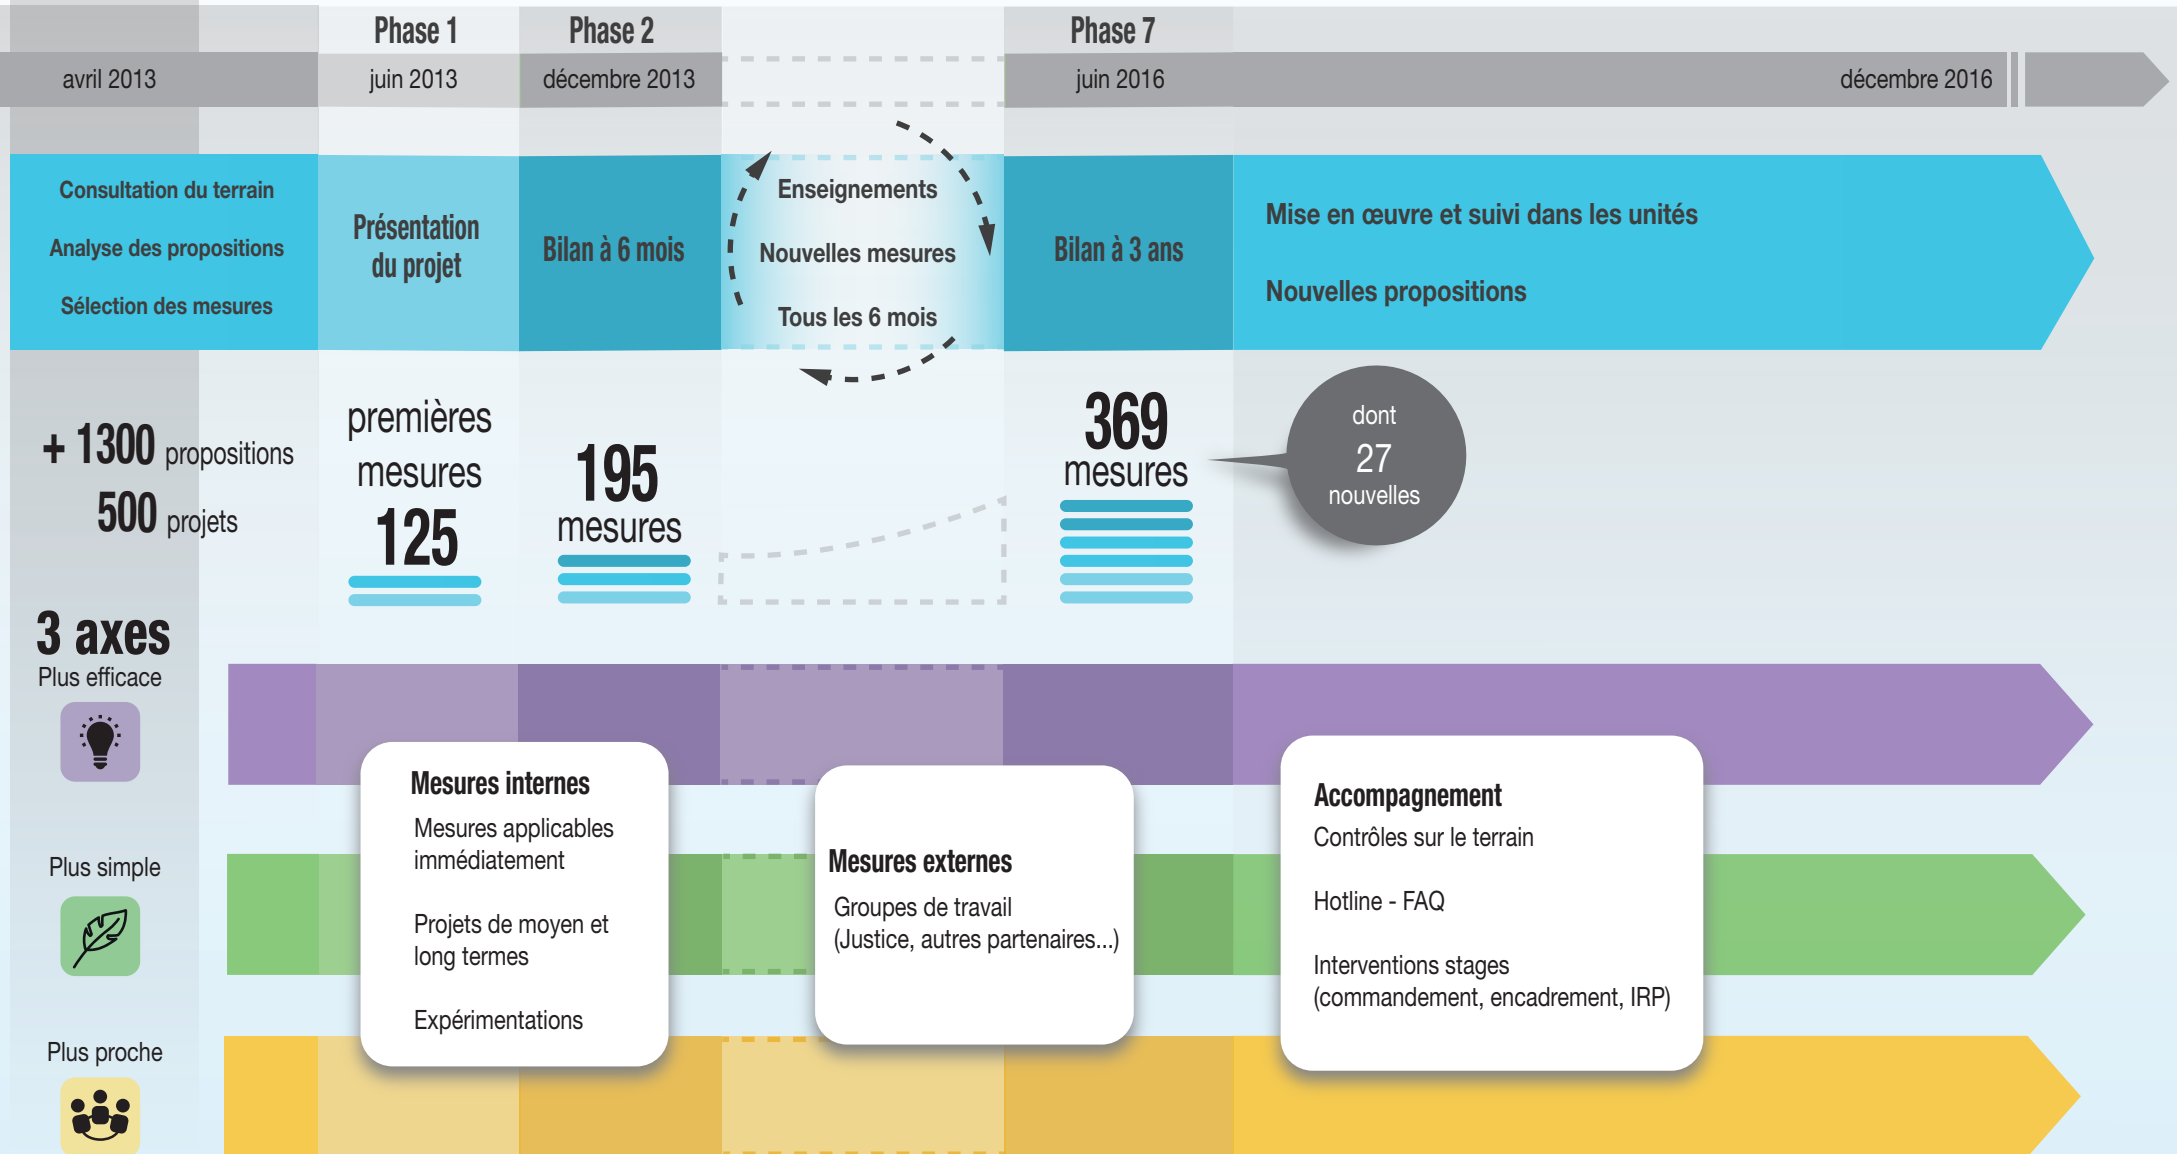 Phase 1
Phase 2
Phase 7
avril 2013
juin 2013
décembre 2013
juin 2016
décembre 2016
Consultation du terrain
Analyse des propositions
Sélection des mesures
Présentation
du projet
Bilan à 6 mois
Enseignements
Nouvelles mesures
Tous les 6 mois
Bilan à 3 ans
Mise en œuvre et suivi dans les unités
Nouvelles propositions
+ 1300 propositions
500 projets
premières
mesures
125
195
mesures
369
mesures
dont
27
nouvelles
3 axes
Plus efficace
Plus simple
Plus proche
Mesures internes
Mesures applicables
immédiatement
Projets de moyen et
long termes
Expérimentations
Mesures externes
Groupes de travail
(Justice, autres partenaires...)
Accompagnement
Contrôles sur le terrain
Hotline - FAQ
Interventions stages
(commandement, encadrement, IRP)